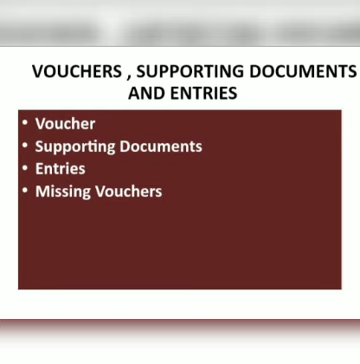 VOUCHERS , SUPPORTING DOCUMENTS
AND ENTRIES
• Voucher
• Supporting Documents
• Entries
• Missing Vouchers